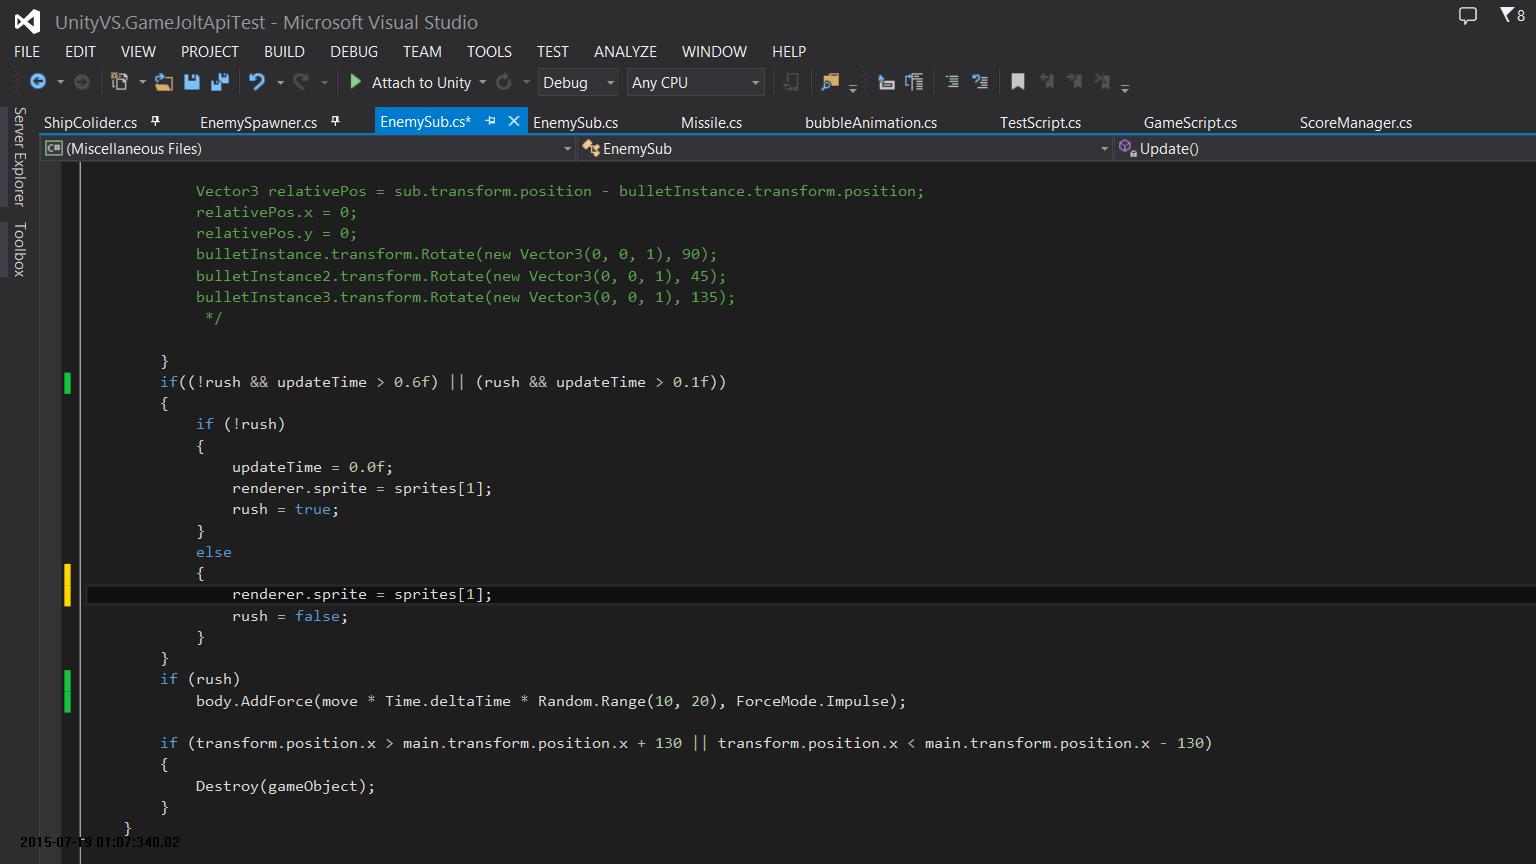 UnityVS.GameJoltApiTest - Microsoft Visual Studio
8
FILE EDIT VIEW PROJECT BUILD DEBUG TEAM TOOLS TEST ANALYZE WINDOW HELP
Attach to Unity Debug Any CPU
Server Explorer
Toolbox
ShipColider.cs EnemySpawner.cs EnemySub.cs* EnemySub.cs Missile.cs bubbleAnimation.cs TestScript.cs GameScript.cs ScoreManager.cs
C# (Miscellaneous Files) EnemySub Update()
Vector3 relativePos = sub.transform.position - bulletInstance.transform.position;
relativePos.x = 0;
relativePos.y = 0;
bulletInstance.transform.Rotate(new Vector3(0, 0, 1), 90);
bulletInstance2.transform.Rotate(new Vector3(0, 0, 1), 45);
bulletInstance3.transform.Rotate(new Vector3(0, 0, 1), 135);
*/
}
if((!rush && updateTime > 0.6f) || (rush && updateTime > 0.1f))
{
if (!rush)
{
updateTime = 0.0f;
renderer.sprite = sprites[1];
rush = true;
}
else
{
renderer.sprite = sprites[1];
rush = false;
}
}
if (rush)
body.AddForce(move * Time.deltaTime * Random.Range(10, 20), ForceMode.Impulse);
if (transform.position.x > main.transform.position.x + 130 || transform.position.x < main.transform.position.x - 130)
{
Destroy(gameObject);
}
}
2015-07-19 01:07:340.02